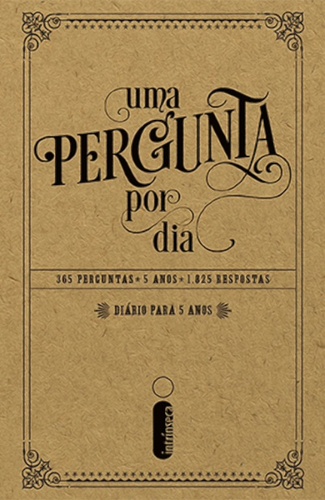 uma
PERGUNTA
por
dia
365 PERGUNTAS * 5 ANOS * 1.825 RESPOSTAS
DIÁRIO PARA 5 ANOS
intrínseca